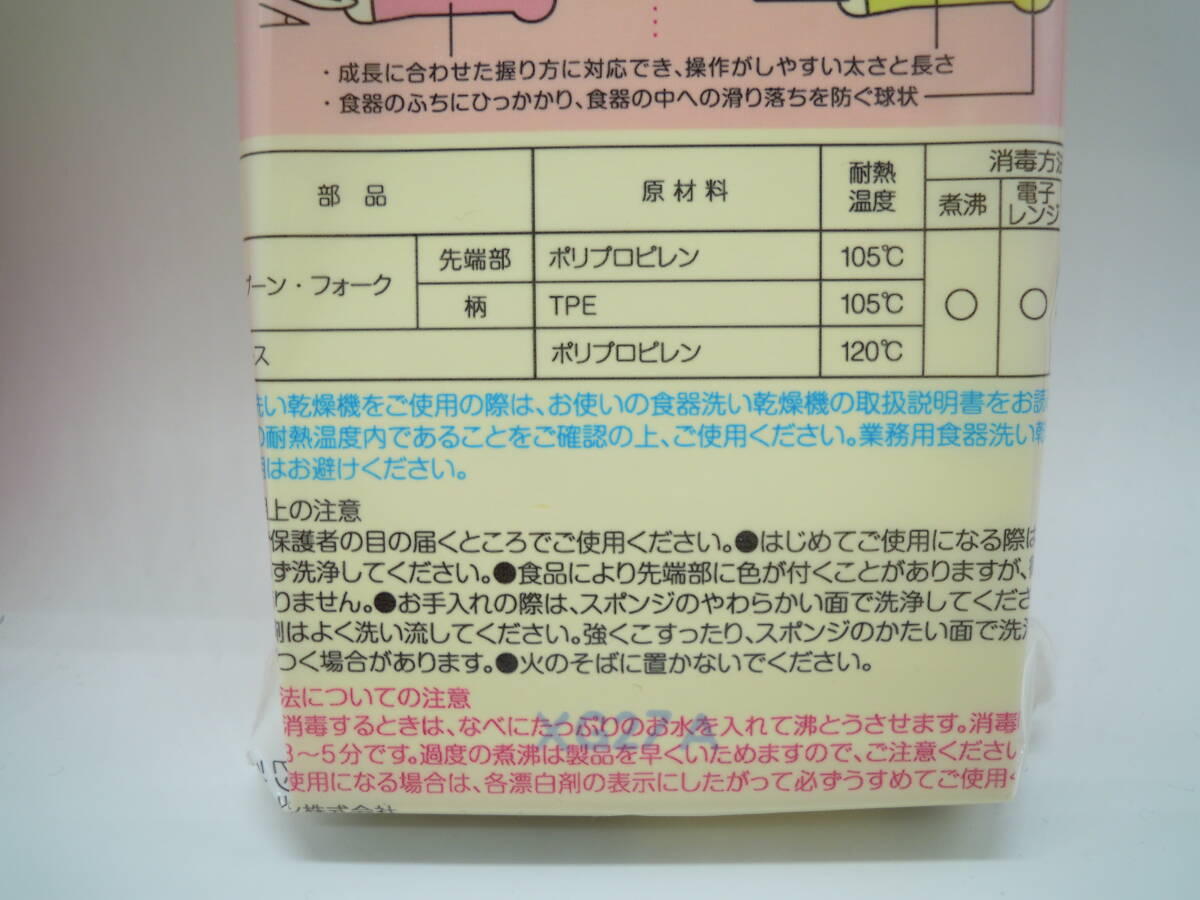 ・成長に合わせた握り方に対応でき、操作がしやすい太さと長さ
・食器のふちにひっかかり、食器の中への滑り落ちを防ぐ球状
部品 原材料 耐熱温度 消毒方法
煮沸 電子レンジ
プーン・フォーク 先端部 ポリプロピレン 105℃
柄 TPE 105℃ ○ ○
ス ポリプロピレン 120℃
洗い乾燥機をご使用の際は、お使いの食器洗い乾燥機の取扱説明書をお読
の耐熱温度内であることをご確認の上、ご使用ください。業務用食器洗い乾
用はお避けください。
上の注意
保護者の目の届くところでご使用ください。●はじめてご使用になる際は
ず洗浄してください。●食品により先端部に色が付くことがありますが、
りません。●お手入れの際は、スポンジのやわらかい面で洗浄してくださ
剤はよく洗い流してください。強くこすったり、スポンジのかたい面で洗浄
つく場合があります。●火のそばに置かないでください。
法についての注意
消毒するときは、なべにたっぷりのお水を入れて沸とうさせます。消毒
3～5分です。過度の煮沸は製品を早くいためますので、ご注意ください
使用になる場合は、各漂白剤の表示にしたがって必ずうすめてご使用く
XG27A
ン株式会社